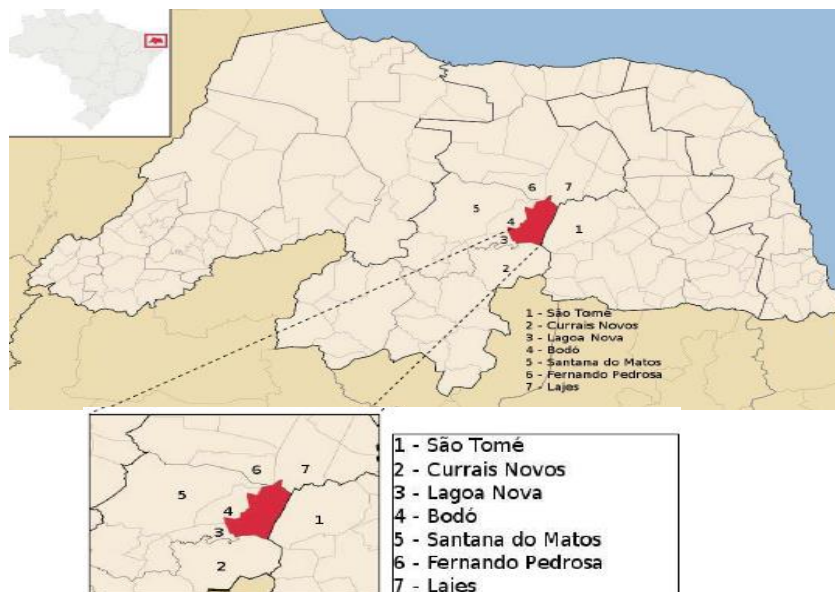 6
7
5
4
1
3
2
1 - São Tomé
2 - Currais Novos
3 - Lagoa Nova
4 - Bodó
5 - Santana do Matos
6 - Fernando Pedrosa
7 - Lajes
6
7
5
4
1
3
2
1 - São Tomé
2 - Currais Novos
3 - Lagoa Nova
4 - Bodó
5 - Santana do Matos
6 - Fernando Pedrosa
7 - Lajes